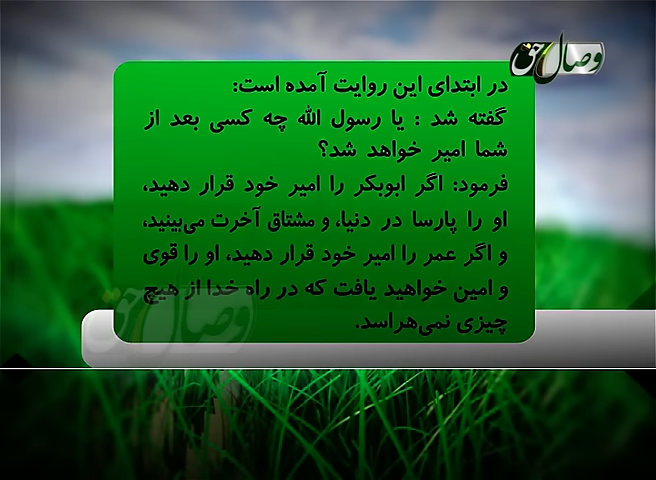 وصال حق
در ابتدای این روایت آمده است:
گفته شد : یا رسول الله چه کسی بعد از
شما امیر خواهد شد؟
فرمود: اگر ابوبکر را امیر خود قرار دهید،
او را پارسا در دنیا، و مشتاق آخرت می‌بینید،
و اگر عمر را امیر خود قرار دهید، او را قوی
و امین خواهید یافت که در راه خدا از هیچ
چیزی نمی‌هراسد.
وصال حق